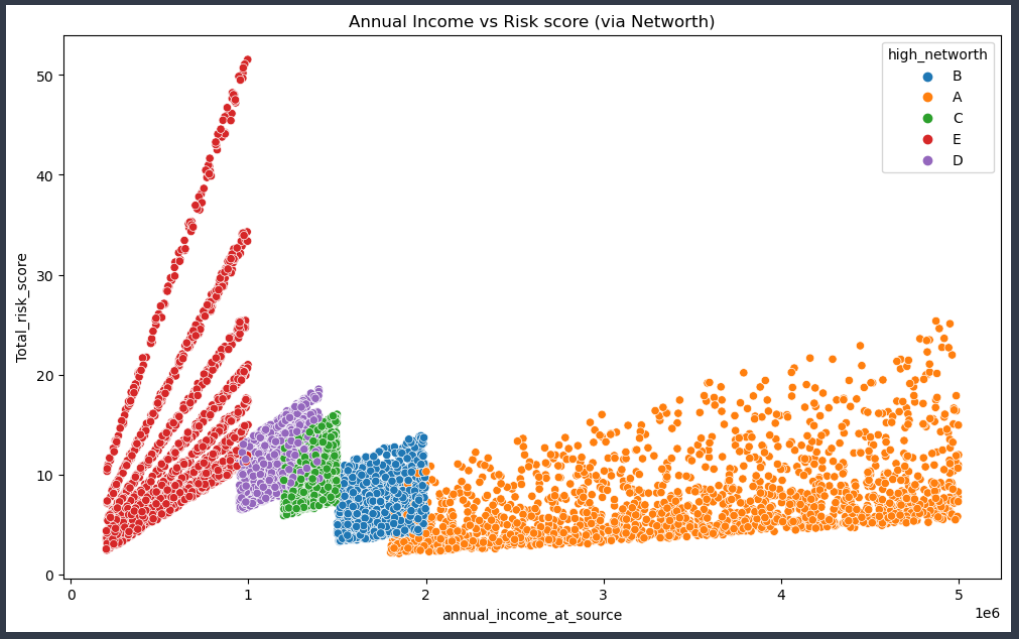 Annual Income vs Risk score (via Networth)
high_networth
B
A
C
E
D
Total_risk_score
50
40
30
20
10
0
0
1
2
3
4
5
1e6
annual_income_at_source